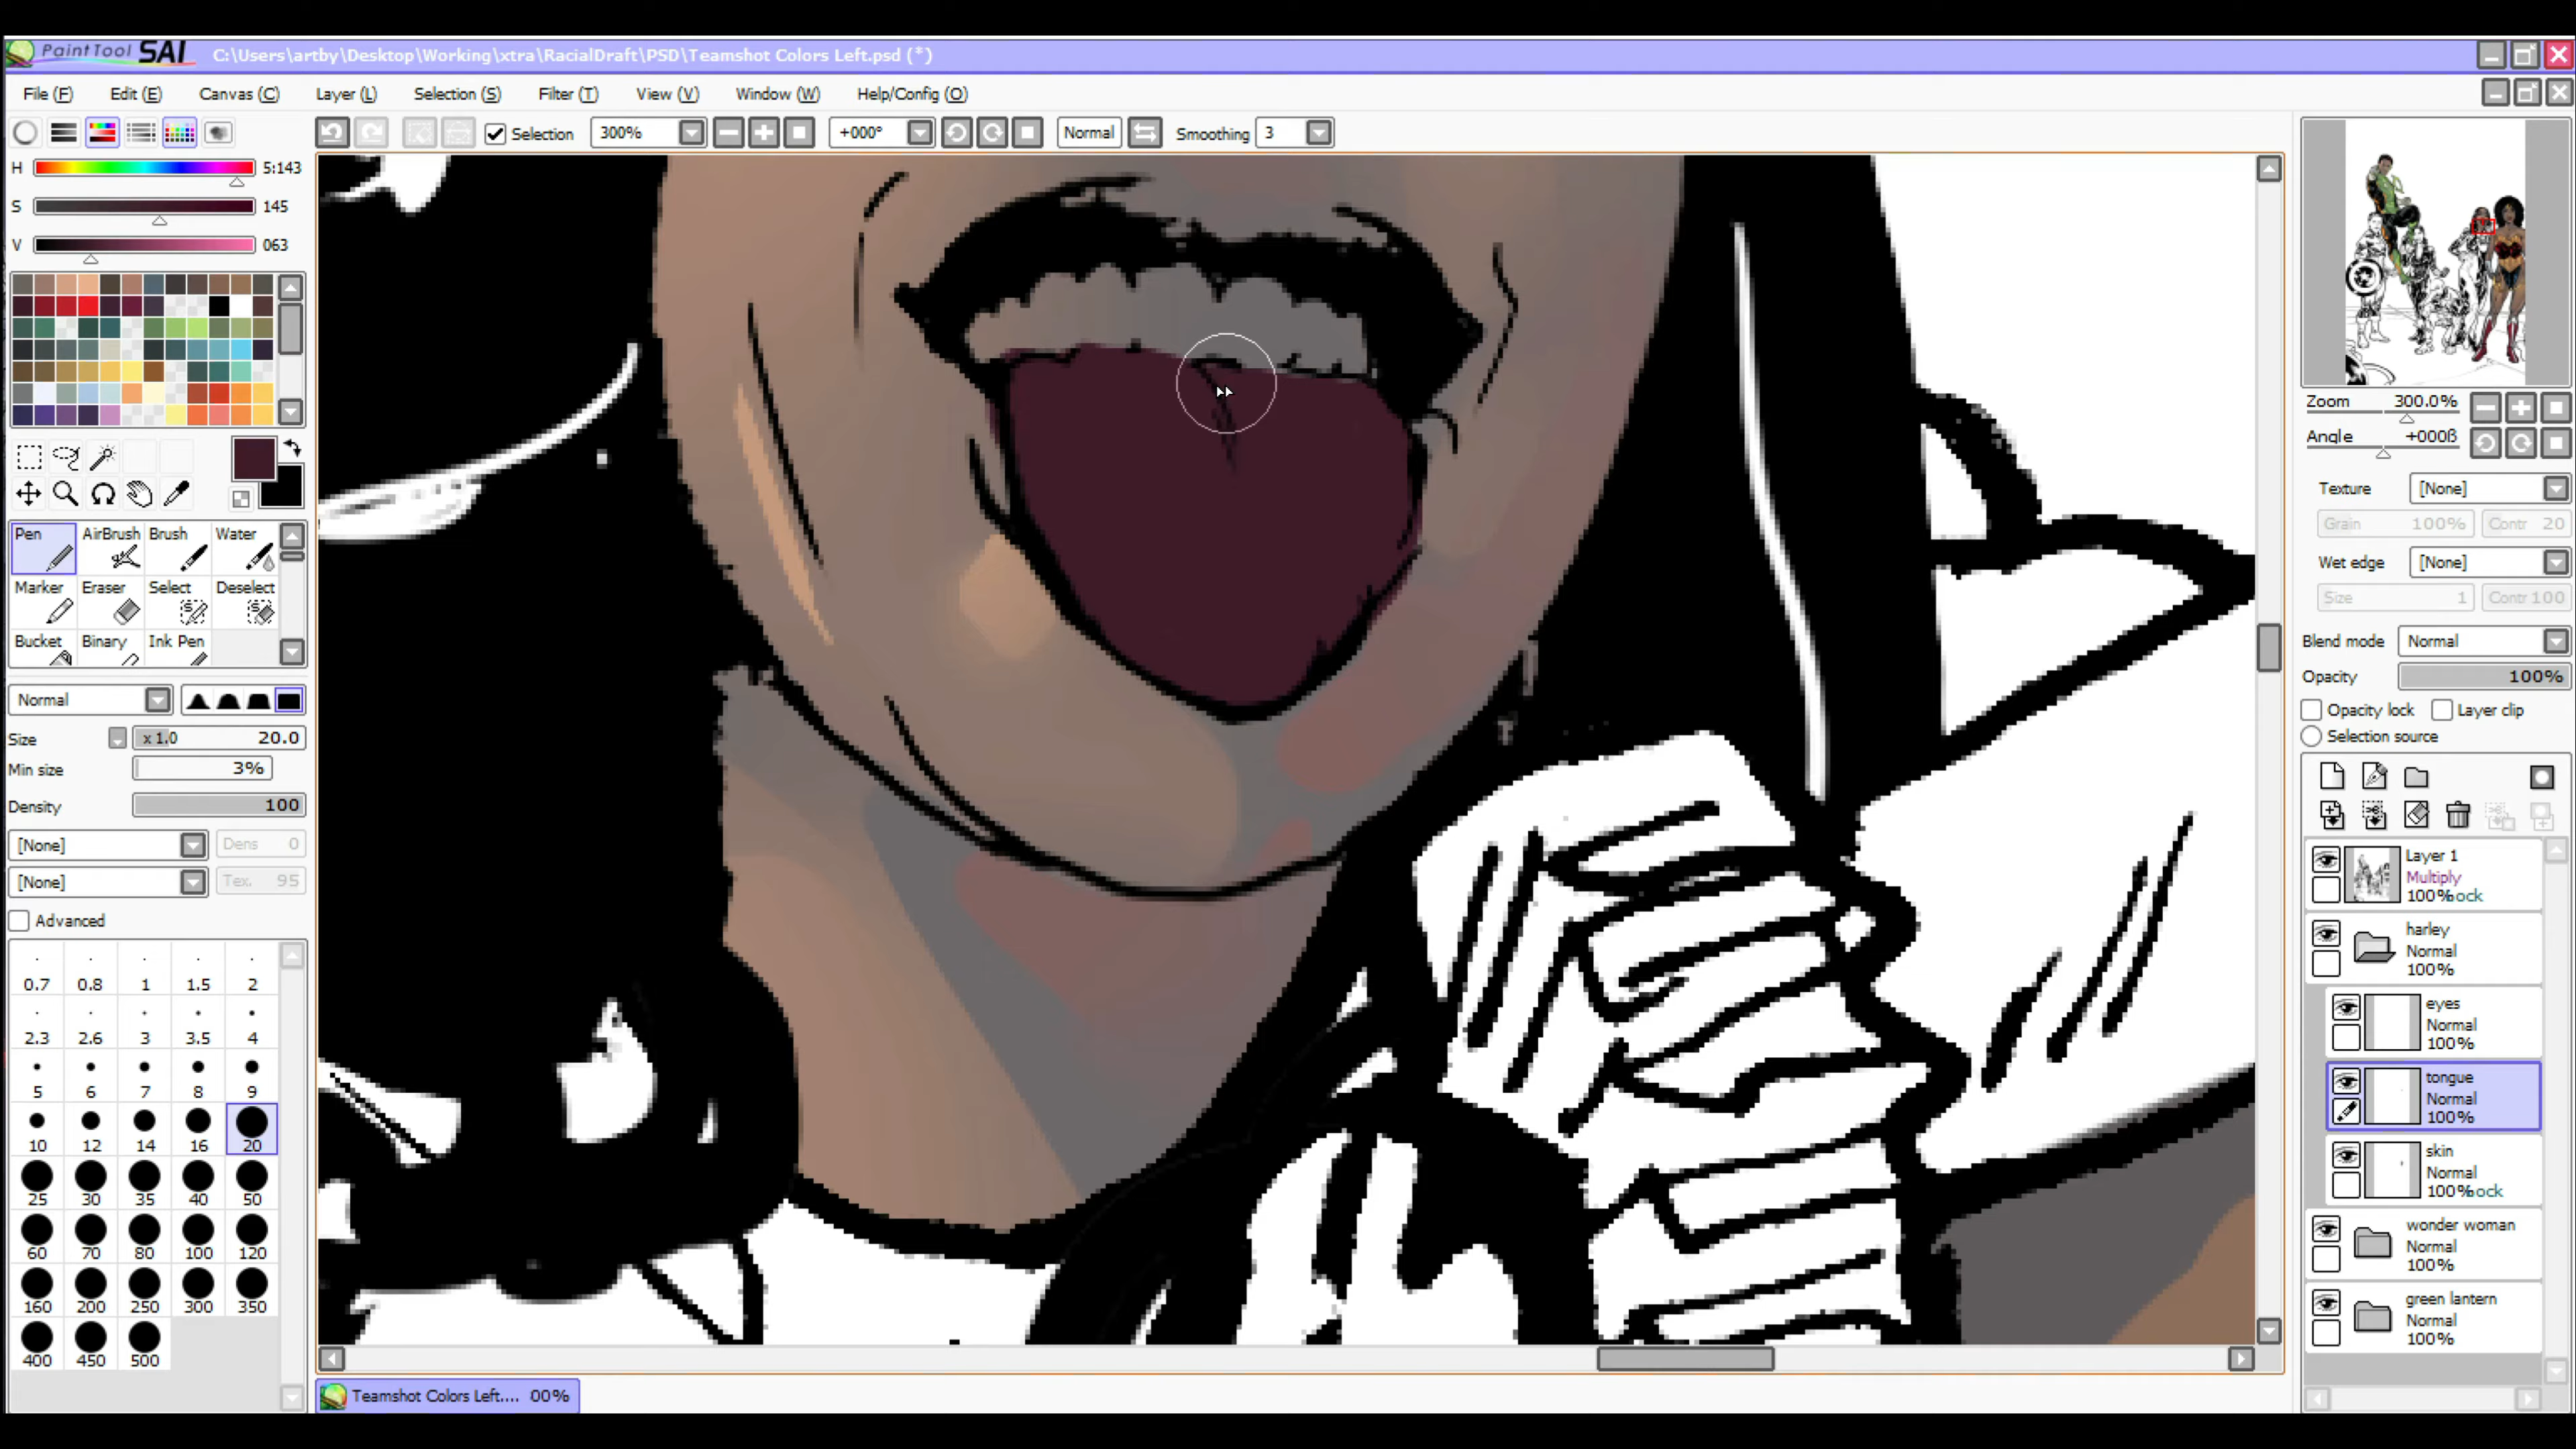 PaintTool SAI C:\Users\artby\Desktop\Working\xtra\RacialDraft\PSD\Teamshot Colors Left.psd (*)
File (F) Edit (E) Canvas (C) Layer (L) Selection (S) Filter (T) View (V) Window (W) Help/Config (O)
Selection 300% +000° Normal Smoothing 3
H 5:143
S 145
V 063
Pen AirBrush Brush Water
Marker Eraser Select Deselect
Bucket Binary Ink Pen
Normal
Size x 1.0 20.0
Min size 3%
Density 100
[None] Dens 0
[None] Tex. 95
Advanced
0.7 0.8 1 1.5 2
2.3 2.6 3 3.5 4
5 6 7 8 9
10 12 14 16 20
25 30 35 40 50
60 70 80 100 120
160 200 250 300 350
400 450 500
Teamshot Colors Left.... 00%
Zoom 300.0%
Angle +000ß
Texture [None]
Grain 100% Contr 20
Wet edge [None]
Size 1 Contr 100
Blend mode Normal
Opacity 100%
Opacity lock Layer clip
Selection source
Layer 1
Multiply
100%ock
harley
Normal
100%
eyes
Normal
100%
tongue
Normal
100%
skin
Normal
100%ock
wonder woman
Normal
100%
green lantern
Normal
100%